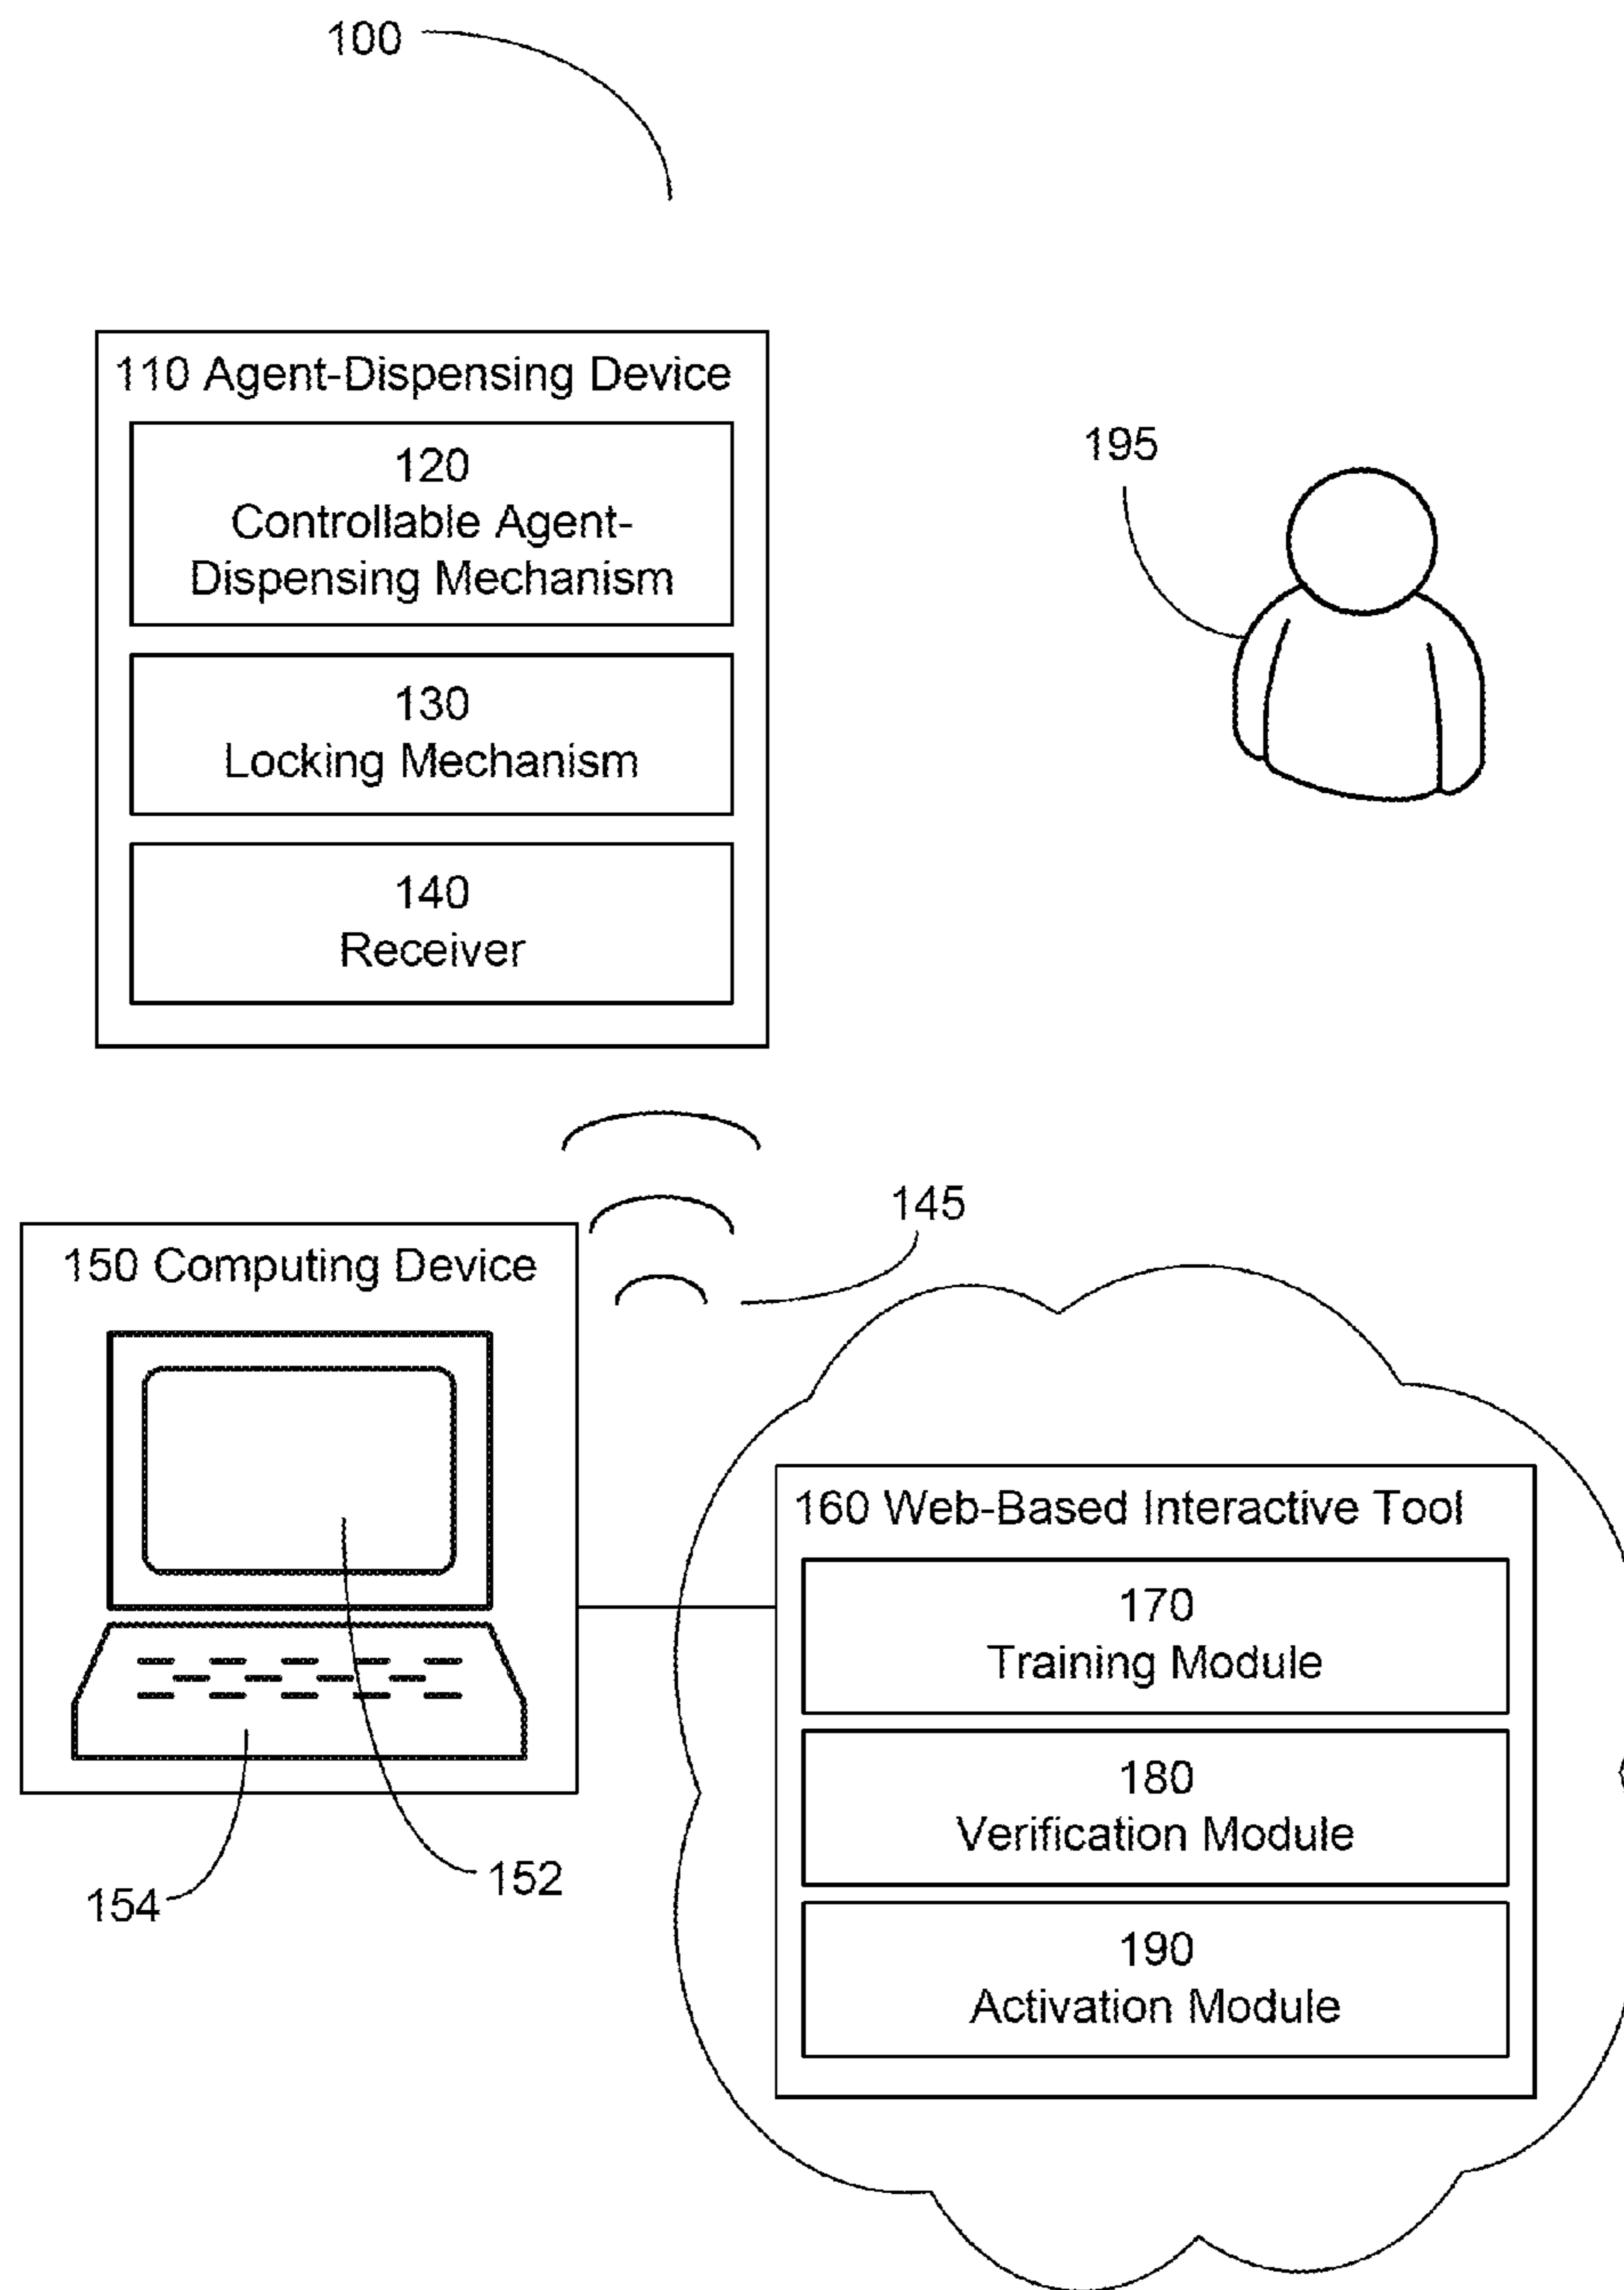 100
110 Agent-Dispensing Device
120
Controllable Agent-
Dispensing Mechanism
130
Locking Mechanism
140
Receiver
195
145
150 Computing Device
160 Web-Based Interactive Tool
170
Training Module
180
Verification Module
190
Activation Module
152
154